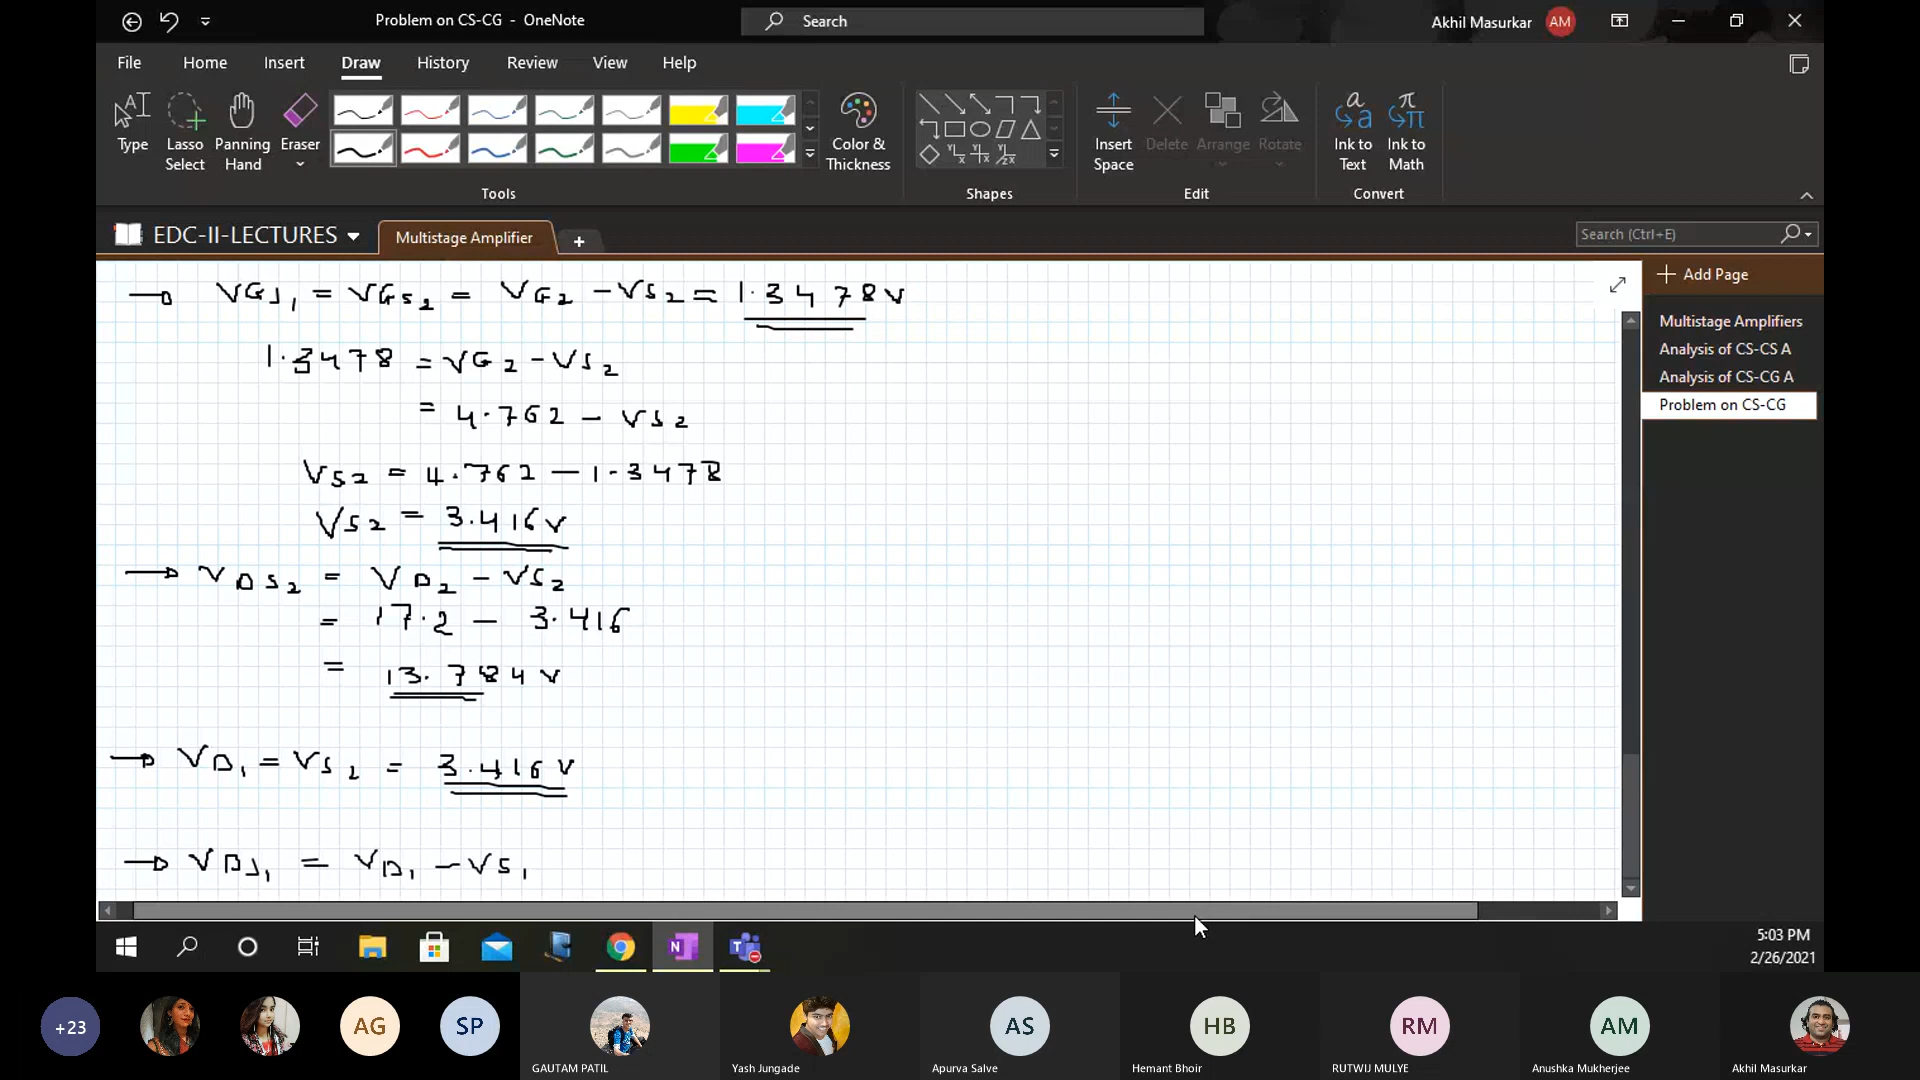 Problem on CS-CG - OneNote
Search
Akhil Masurkar AM
File Home Insert Draw History Review View Help
Type
Lasso Select
Panning Hand
Eraser
Color & Thickness
Insert Space
Delete
Arrange
Rotate
Ink to Text
Ink to Math
Tools
Shapes
Edit
Convert
EDC-II-LECTURES
Multistage Amplifier
Search (Ctrl+E)
Add Page
Multistage Amplifiers
Analysis of CS-CS A
Analysis of CS-CG A
Problem on CS-CG
→ VGS1 = VGS2 = VG2 - VS2 = 1.3478 V
1.3478 = VG2 - VS2
= 4.762 - VS2
VS2 = 4.762 - 1.3478
VS2 = 3.416 V
→ VDS2 = VD2 - VS2
= 17.2 - 3.416
= 13.784 V
→ VD1 = VS2 = 3.416 V
→ VDS1 = VD1 - VS1
5:03 PM
2/26/2021
+23
AG
SP
AS
HB
RM
AM
GAUTAM PATIL
Yash Jungade
Apurva Salve
Hemant Bhoir
RUTWIJ MULYE
Anushka Mukherjee
Akhil Masurkar